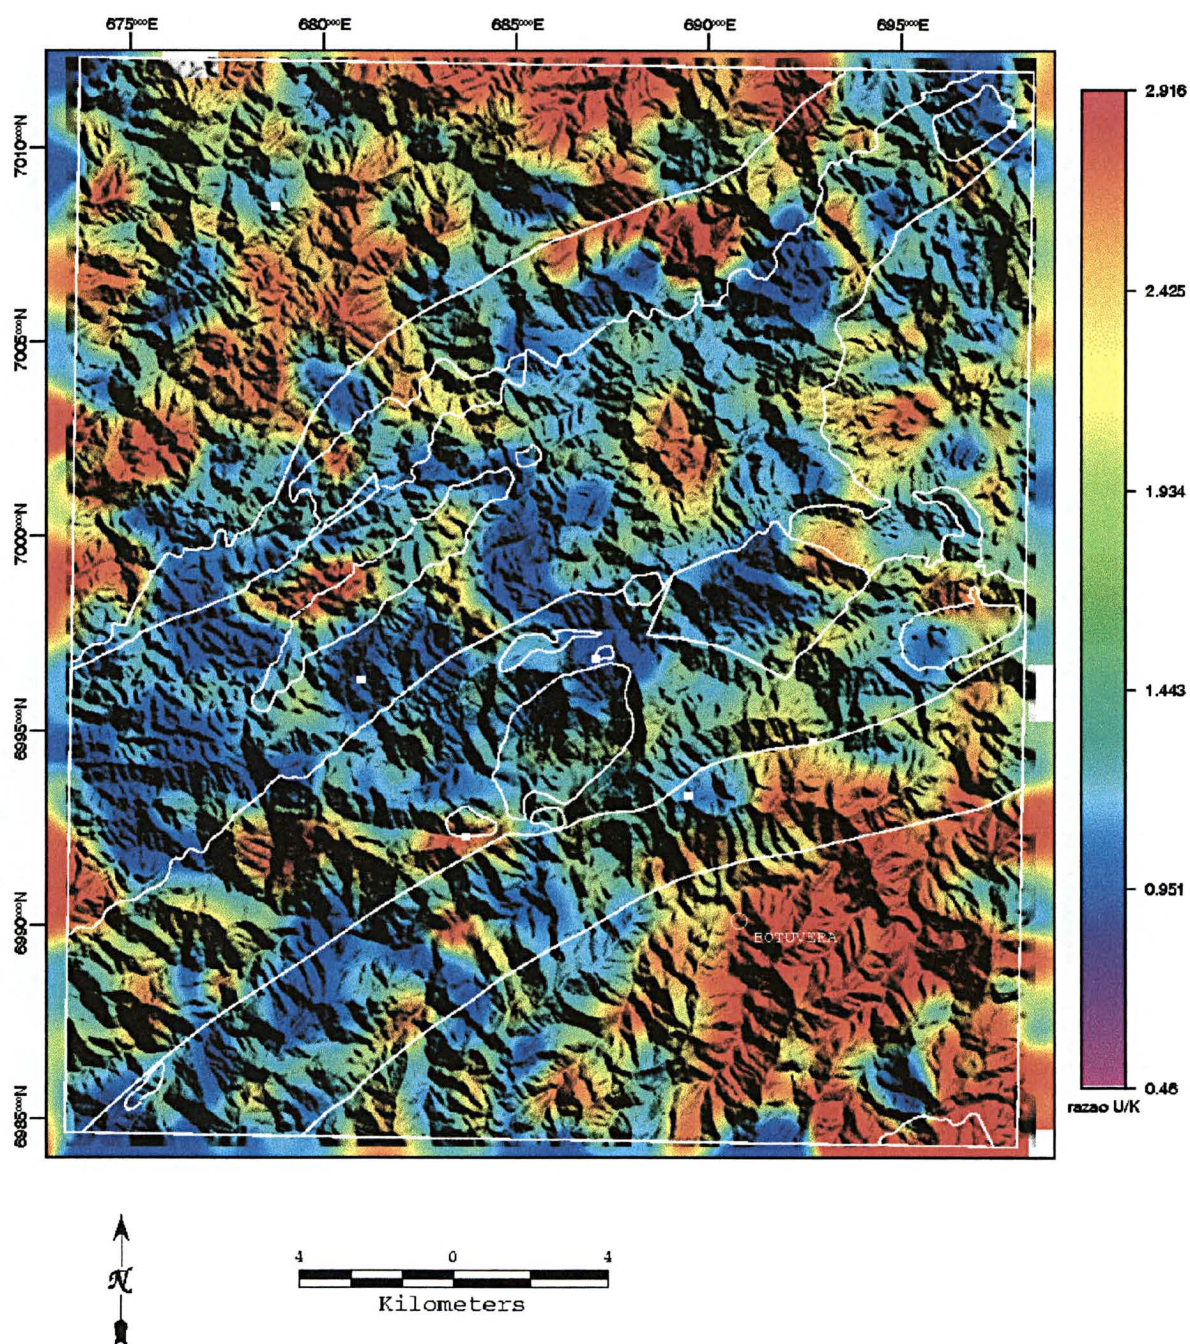 675⁰⁰⁰E 680⁰⁰⁰E 685⁰⁰⁰E 690⁰⁰⁰E 695⁰⁰⁰E
7010⁰⁰⁰N
7005⁰⁰⁰N
7000⁰⁰⁰N
6995⁰⁰⁰N
6990⁰⁰⁰N
6985⁰⁰⁰N
2.916
2.425
1.934
1.443
0.951
0.46
razao U/K
BOTUVERA
N
4 0 4
Kilometers